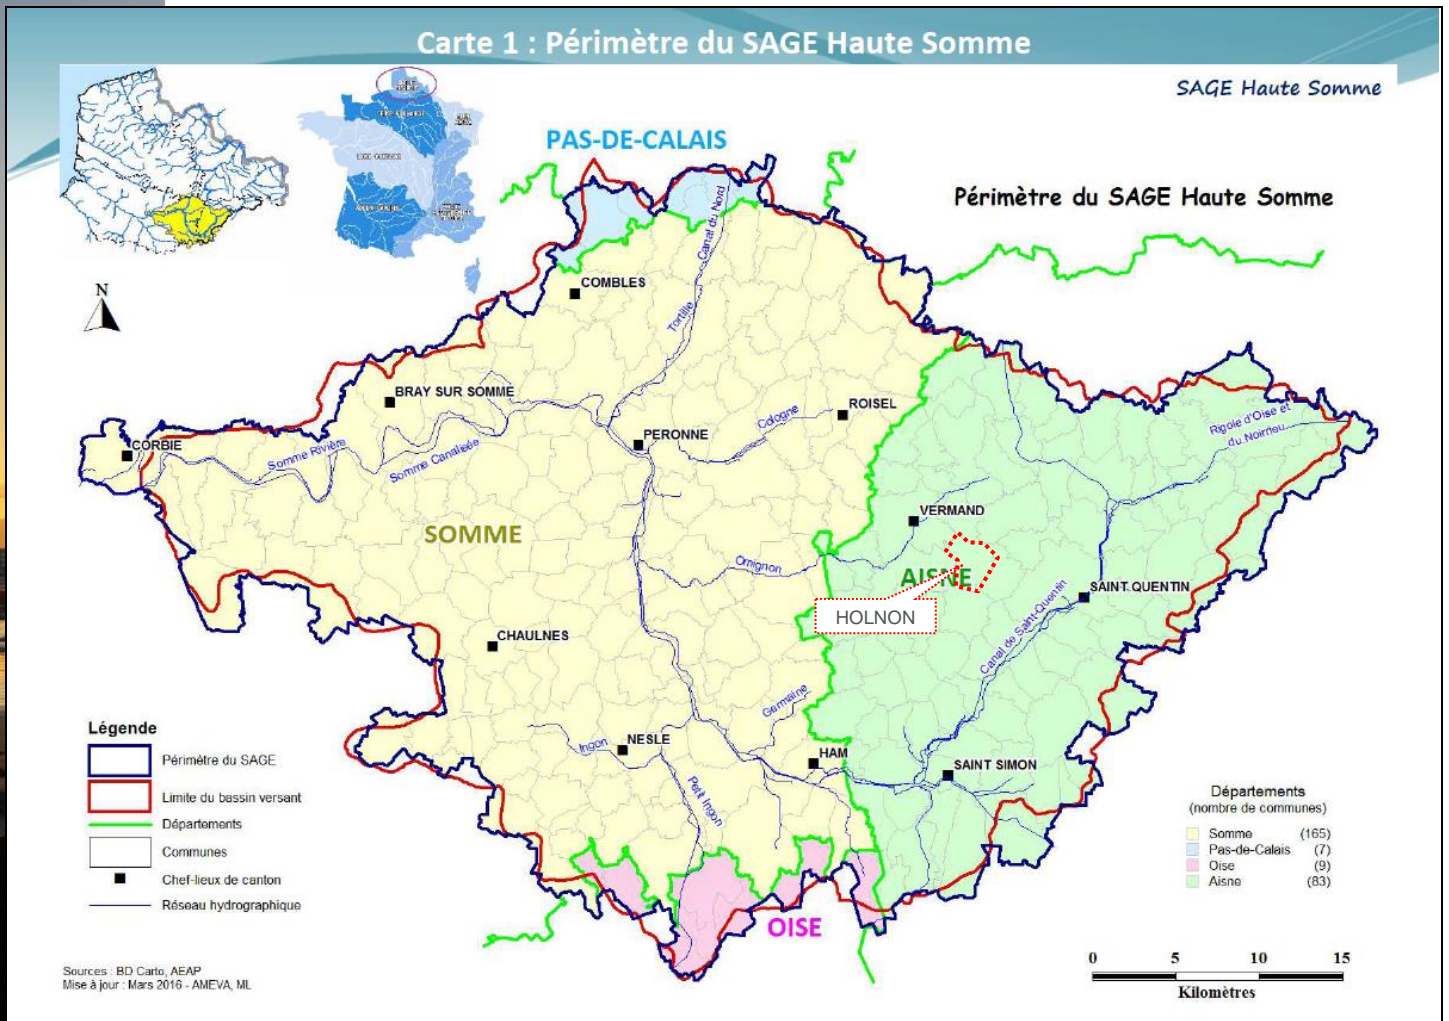 Carte 1 : Périmètre du SAGE Haute Somme
SAGE Haute Somme
PAS-DE-CALAIS
Périmètre du SAGE Haute Somme
Canal du Nord
N
COMBLES
Tortille
BRAY SUR SOMME
ROISEL
Cologne
Rigole d'Oise et
du Noirrieu
PERONNE
CORBIE
Somme Rivière
Somme Canalisée
VERMAND
SOMME
Omignon
AISNE
SAINT QUENTIN
HOLNON
Canal de Saint-Quentin
CHAULNES
Germaine
Légende
Ingon
NESLE
HAM
SAINT SIMON
Périmètre du SAGE
Petit Ingon
Limite du bassin versant
Départements
Communes
Chef-lieux de canton
Réseau hydrographique
Départements
(nombre de communes)
Somme (165)
Pas-de-Calais (7)
Oise (9)
Aisne (83)
OISE
0 5 10 15
Kilomètres
Sources : BD Carto, AEAP
Mise à jour : Mars 2016 - AMEVA, ML